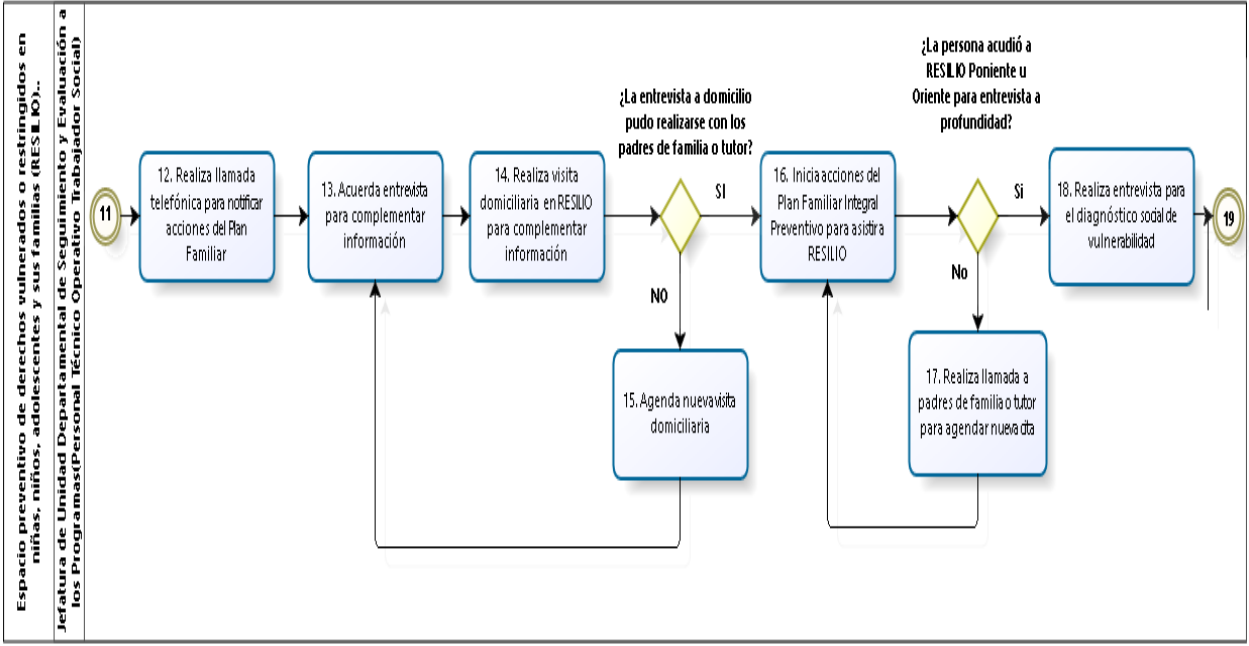 Espacio preventivo de derechos vulnerados o restringidos en
niñas, niños, adolescentes y sus familias (RESILIO)..
Jefatura de Unidad Departamental de Seguimiento y Evaluación a
los Programas(Personal Técnico Operativo Trabajador Social)
11
12. Realiza llamada
telefónica para notificar
acciones del Plan
Familiar
13. Acuerda entrevista
para complementar
información
14. Realiza visita
domiciliaria en RESILIO
para complementar
información
¿La entrevista a domicilio
pudo realizarse con los
padres de familia o tutor?
SI
NO
15. Agenda nueva visita
domiciliaria
16. Inicia acciones del
Plan Familiar Integral
Preventivo para asistir a
RESILIO
¿La persona acudió a
RESILIO Poniente u
Oriente para entrevista a
profundidad?
Si
No
17. Realiza llamada a
padres de familia o tutor
para agendar nueva cita
18. Realiza entrevista para
el diagnóstico social de
vulnerabilidad
19